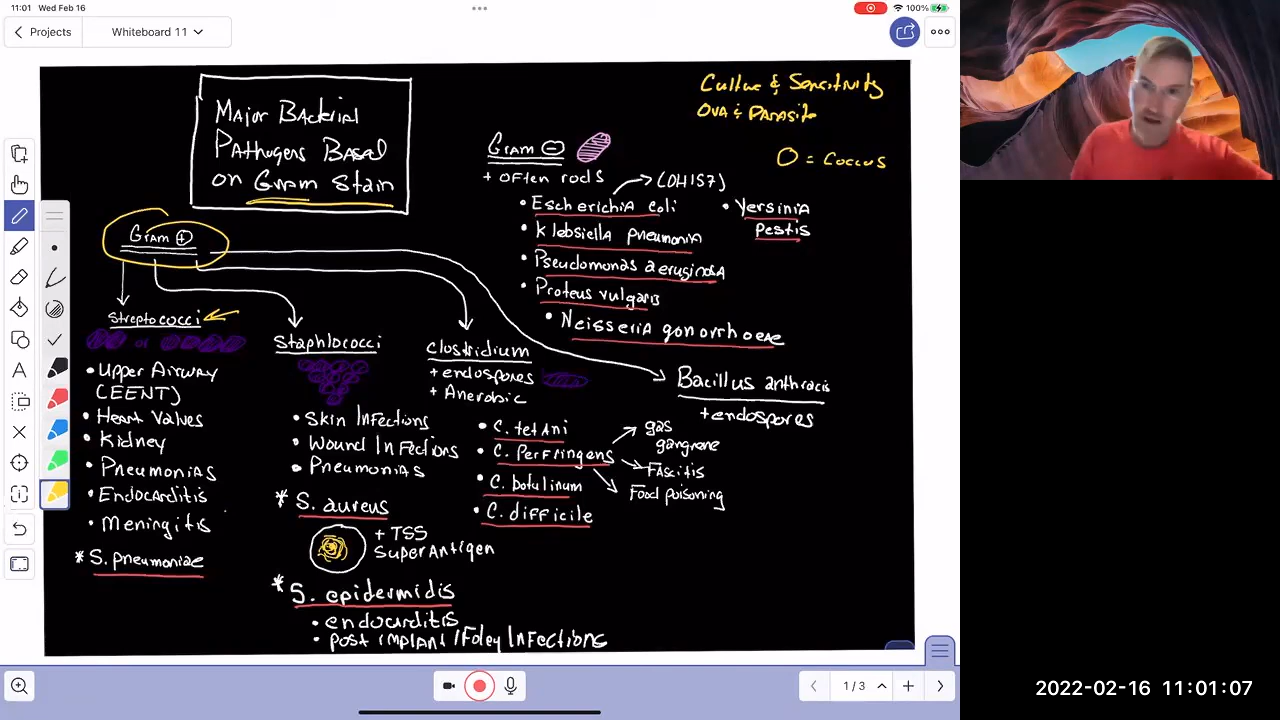 11:01 Wed Feb 16
100%
Projects
Whiteboard 11
Major Bacterial
Pathogens Based
on Gram Stain
Culture & Sensitivity
OVA & Parasite
O = Coccus
Gram ⊖
+ often rods
(OH157)
• Escherichia coli
• Klebsiella pneumonia
• Pseudomonas aeruginosa
• Proteus vulgaris
• Neisseria gonorrhoeae
• Yersinia
pestis
Gram ⊕
Streptococci
or
• Upper Airway
(EENT)
• Heart Valves
• Kidney
• Pneumonias
• Endocarditis
• Meningitis
* S. pneumoniae
Staphlococci
• Skin Infections
• Wound Infections
• Pneumonias
* S. aureus
+ TSS
SuperAntigen
* S. epidermidis
• endocarditis
• post implant/Foley Infections
Clostridium
+ endospores
+ Anerobic
• C. tetani
• C. perfringens
• C. botulinum
• C. difficile
gas
gangrene
Fascitis
Food poisoning
Bacillus anthracis
+ endospores
A
1/3
2022-02-16 11:01:07